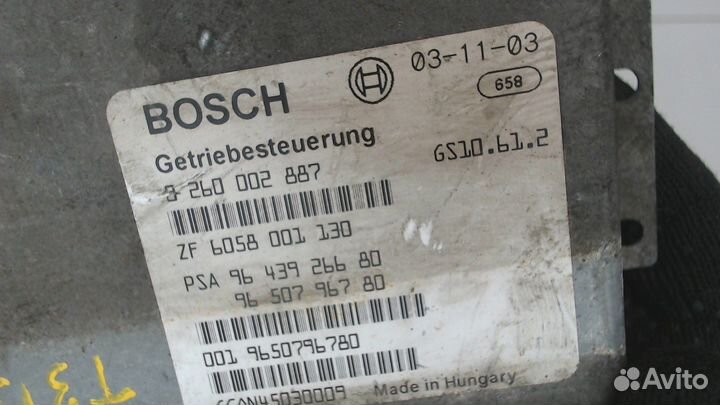 BOSCH
03-11-03
658
Getriebesteuerung
GS10.61.2
260 002 887
ZF 6058 001 130
PSA 96 439 266 80
96 507 967 80
001 9650796780
Made in Hungary
Avito